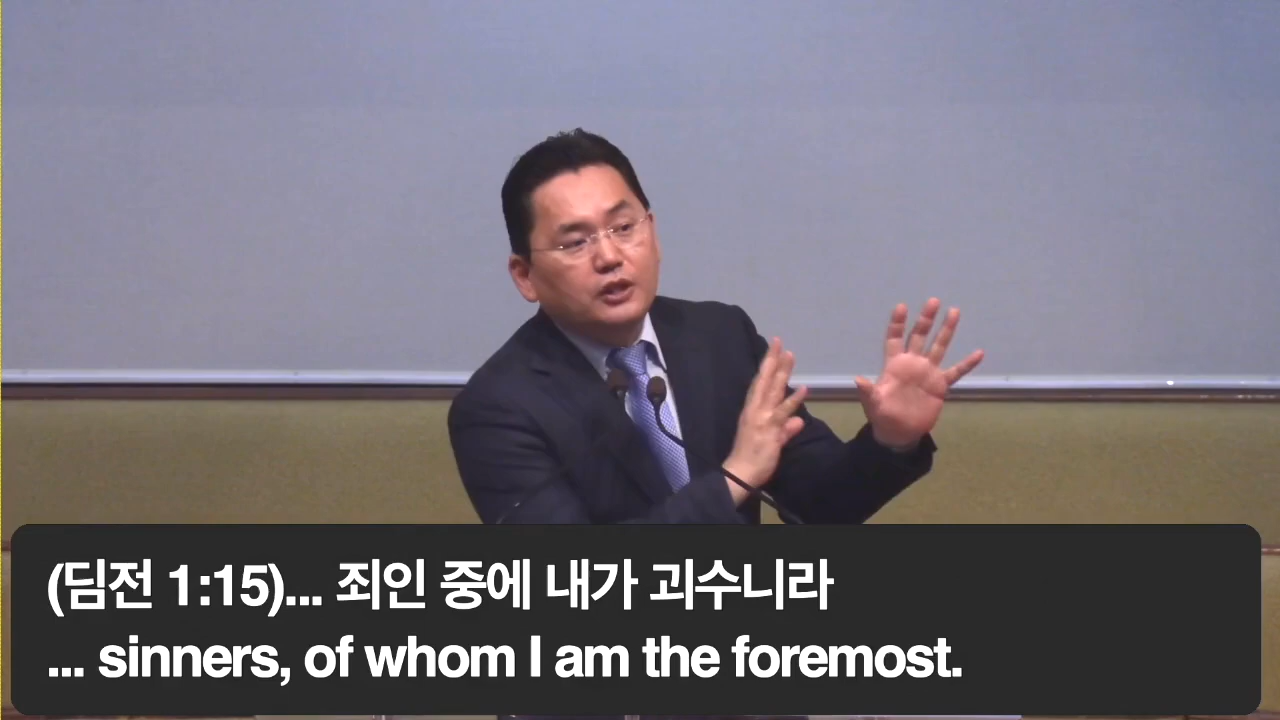 (딤전 1:15)... 죄인 중에 내가 괴수니라
... sinners, of whom I am the foremost.